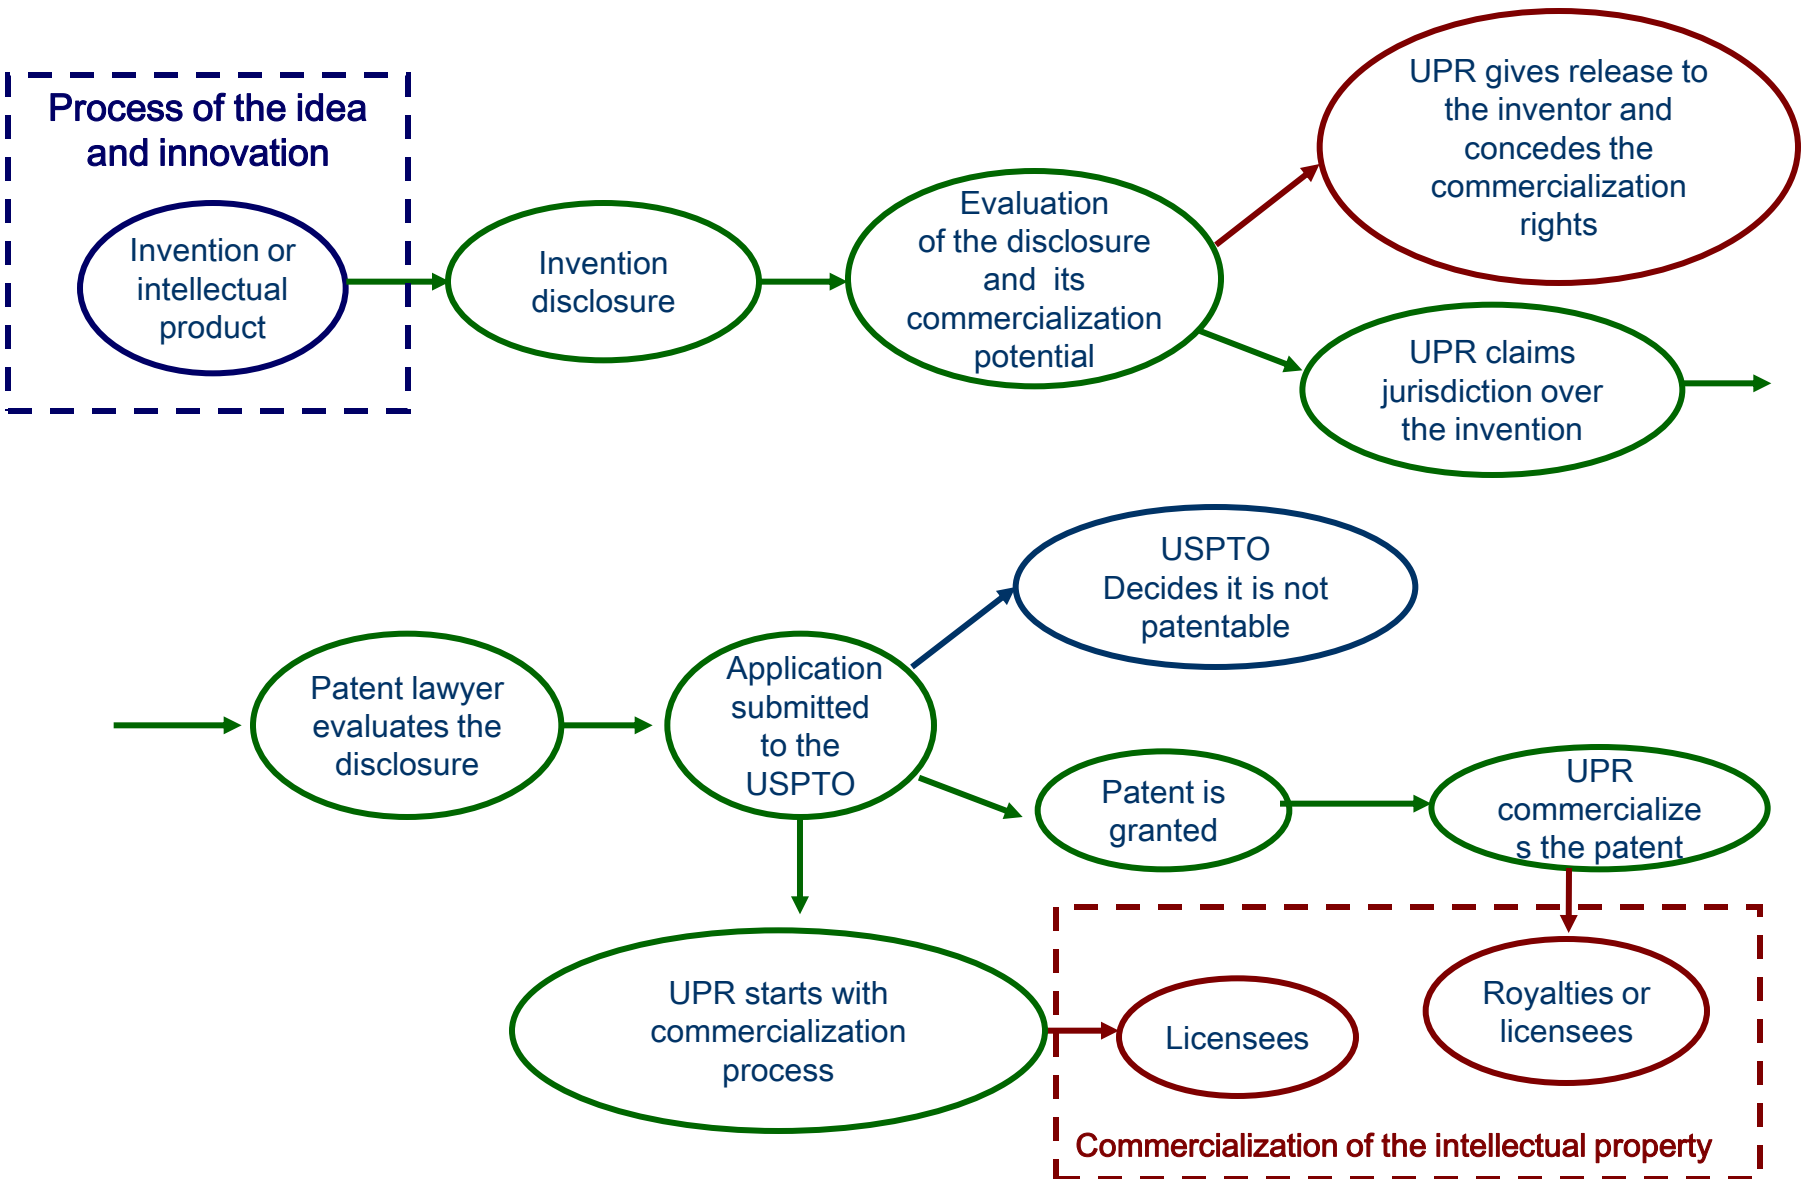 Process of the idea
and innovation
Invention or
intellectual
product
Invention
disclosure
Evaluation
of the disclosure
and its
commercialization
potential
UPR gives release to
the inventor and
concedes the
commercialization
rights
UPR claims
jurisdiction over
the invention
USPTO
Decides it is not
patentable
Patent lawyer
evaluates the
disclosure
Application
submitted
to the
USPTO
Patent is
granted
UPR
commercialize
s the patent
UPR starts with
commercialization
process
Licensees
Royalties or
licensees
Commercialization of the intellectual property